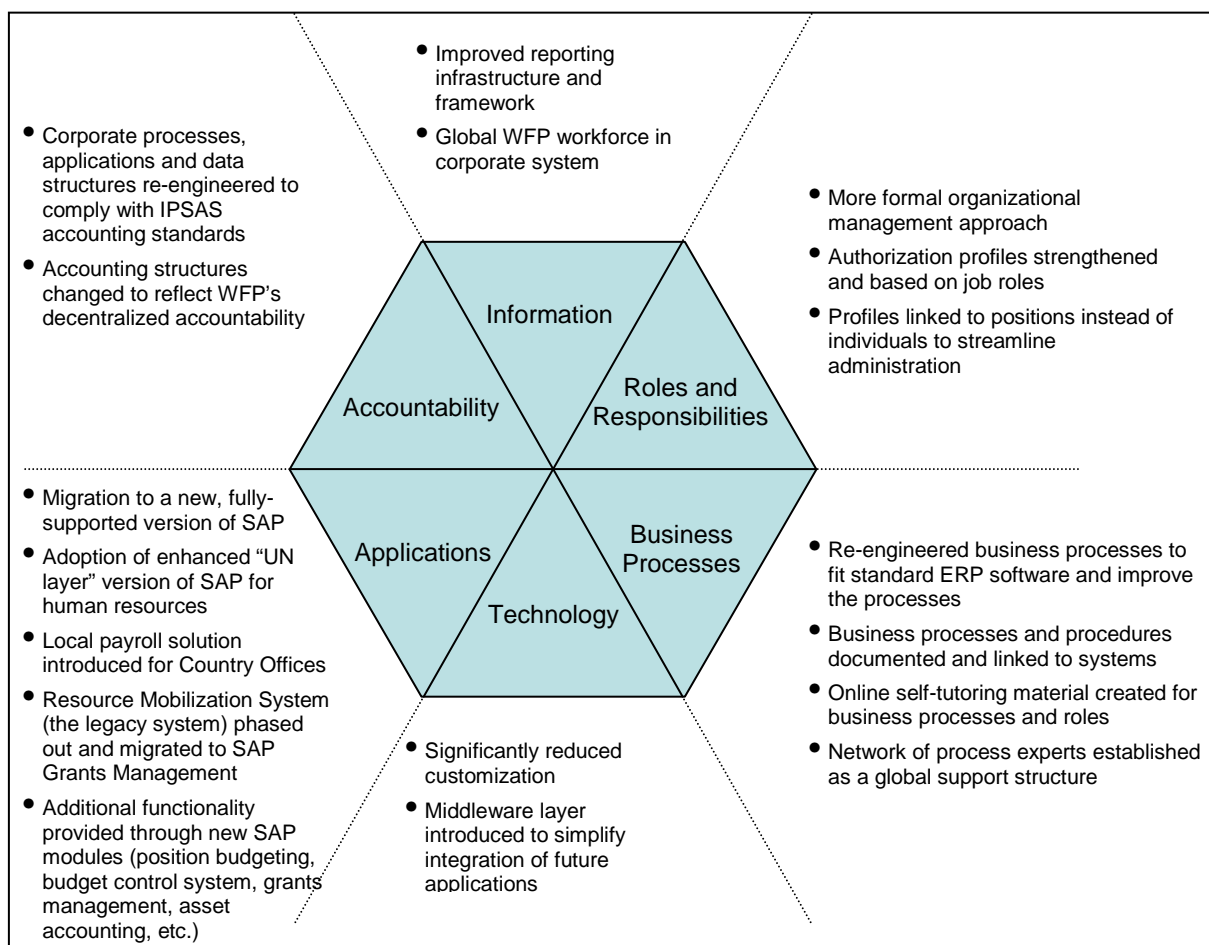 • Improved reporting
infrastructure and
framework
• Global WFP workforce in
corporate system
• Corporate processes,
applications and data
structures re-engineered to
comply with IPSAS
accounting standards
• Accounting structures
changed to reflect WFP’s
decentralized accountability
• More formal organizational
management approach
• Authorization profiles strengthened
and based on job roles
• Profiles linked to positions instead of
individuals to streamline
administration
Information
Accountability
Roles and
Responsibilities
Applications
Business
Processes
Technology
• Migration to a new, fully-
supported version of SAP
• Adoption of enhanced “UN
layer” version of SAP for
human resources
• Local payroll solution
introduced for Country Offices
• Resource Mobilization System
(the legacy system) phased
out and migrated to SAP
Grants Management
• Additional functionality
provided through new SAP
modules (position budgeting,
budget control system, grants
management, asset
accounting, etc.)
• Significantly reduced
customization
• Middleware layer
introduced to simplify
integration of future
applications
• Re-engineered business processes to
fit standard ERP software and improve
the processes
• Business processes and procedures
documented and linked to systems
• Online self-tutoring material created for
business processes and roles
• Network of process experts established
as a global support structure